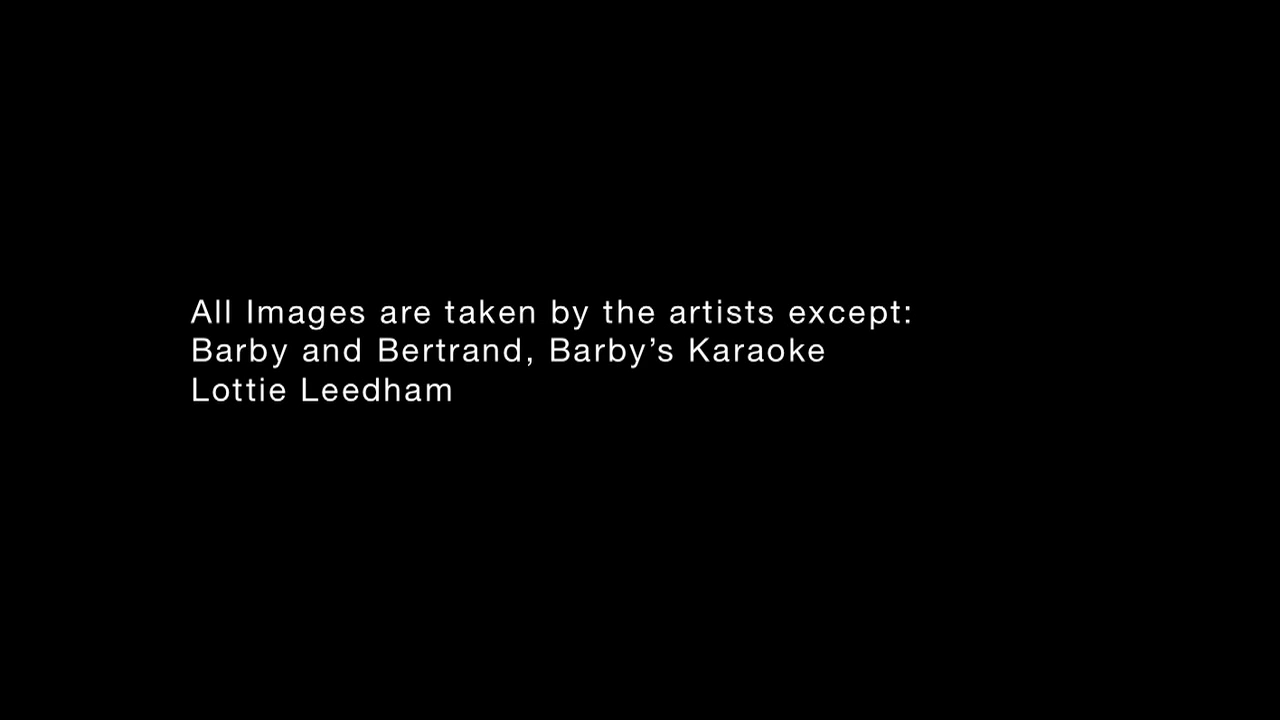 All Images are taken by the artists except:
Barby and Bertrand, Barby’s Karaoke
Lottie Leedham